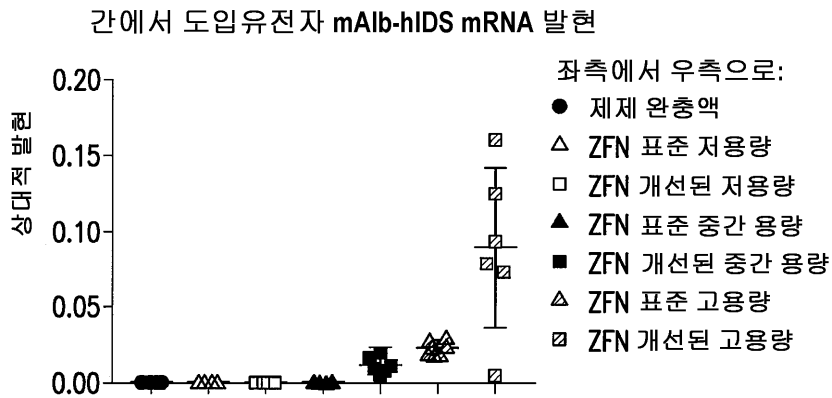 간에서 도입유전자 mAlb-hIDS mRNA 발현
상대적 발현
0.20
0.15
0.10
0.05
0.00
좌측에서 우측으로:
제제 완충액
ZFN 표준 저용량
ZFN 개선된 저용량
ZFN 표준 중간 용량
ZFN 개선된 중간 용량
ZFN 표준 고용량
ZFN 개선된 고용량